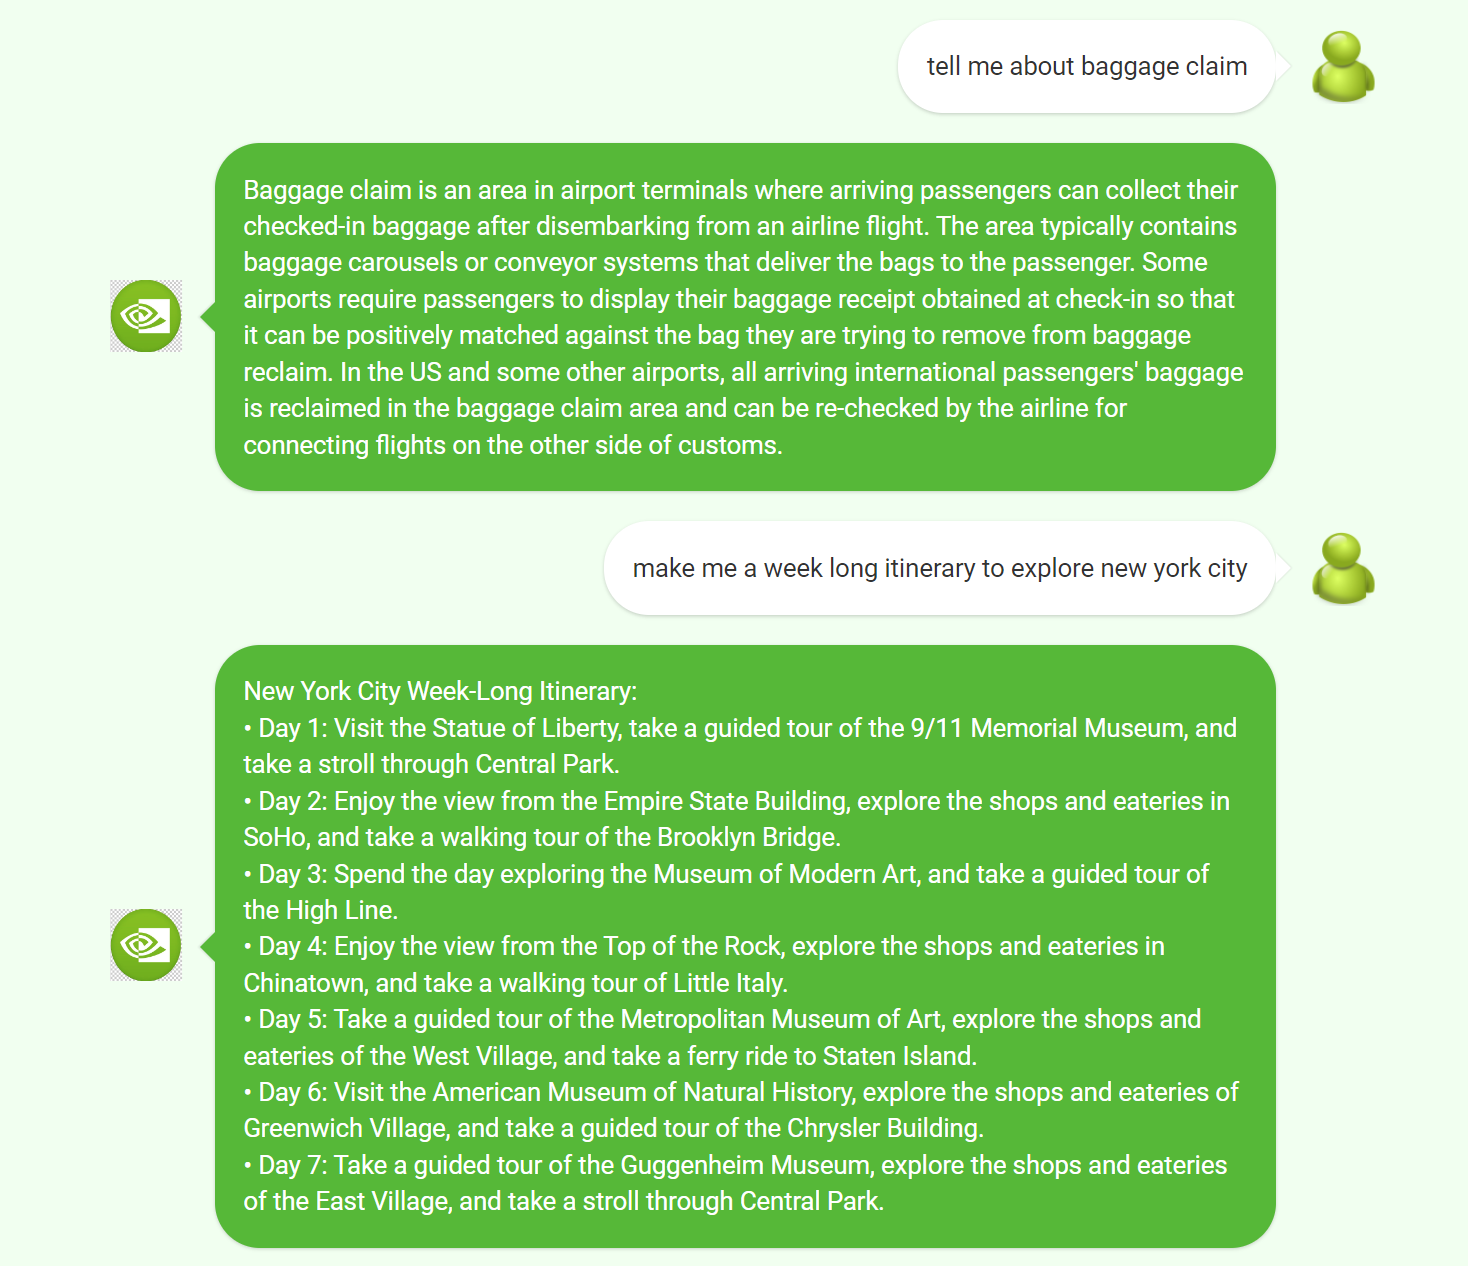 tell me about baggage claim
Baggage claim is an area in airport terminals where arriving passengers can collect their
checked-in baggage after disembarking from an airline flight. The area typically contains
baggage carousels or conveyor systems that deliver the bags to the passenger. Some
airports require passengers to display their baggage receipt obtained at check-in so that
it can be positively matched against the bag they are trying to remove from baggage
reclaim. In the US and some other airports, all arriving international passengers' baggage
is reclaimed in the baggage claim area and can be re-checked by the airline for
connecting flights on the other side of customs.
make me a week long itinerary to explore new york city
New York City Week-Long Itinerary:
• Day 1: Visit the Statue of Liberty, take a guided tour of the 9/11 Memorial Museum, and
take a stroll through Central Park.
• Day 2: Enjoy the view from the Empire State Building, explore the shops and eateries in
SoHo, and take a walking tour of the Brooklyn Bridge.
• Day 3: Spend the day exploring the Museum of Modern Art, and take a guided tour of
the High Line.
• Day 4: Enjoy the view from the Top of the Rock, explore the shops and eateries in
Chinatown, and take a walking tour of Little Italy.
• Day 5: Take a guided tour of the Metropolitan Museum of Art, explore the shops and
eateries of the West Village, and take a ferry ride to Staten Island.
• Day 6: Visit the American Museum of Natural History, explore the shops and eateries of
Greenwich Village, and take a guided tour of the Chrysler Building.
• Day 7: Take a guided tour of the Guggenheim Museum, explore the shops and eateries
of the East Village, and take a stroll through Central Park.